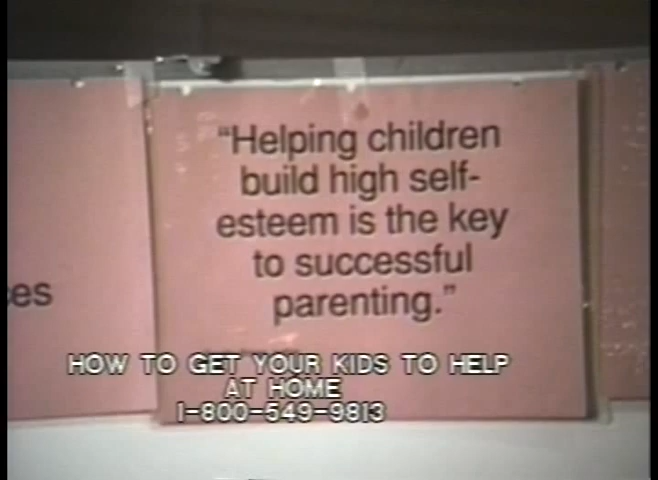 "Helping children
build high self-
esteem is the key
to successful
parenting."
es
HOW TO GET YOUR KIDS TO HELP
AT HOME
1-800-549-9813